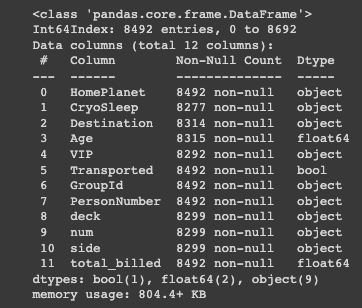 <class 'pandas.core.frame.DataFrame'>
Int64Index: 8492 entries, 0 to 8692
Data columns (total 12 columns):
 #   Column        Non-Null Count  Dtype
---  ------        --------------  -----
 0   HomePlanet    8492 non-null   object
 1   CryoSleep     8277 non-null   object
 2   Destination   8314 non-null   object
 3   Age           8315 non-null   float64
 4   VIP           8292 non-null   object
 5   Transported   8492 non-null   bool
 6   GroupId       8492 non-null   object
 7   PersonNumber  8492 non-null   object
 8   deck          8299 non-null   object
 9   num           8299 non-null   object
 10  side          8299 non-null   object
 11  total_billed  8492 non-null   float64
dtypes: bool(1), float64(2), object(9)
memory usage: 804.4+ KB